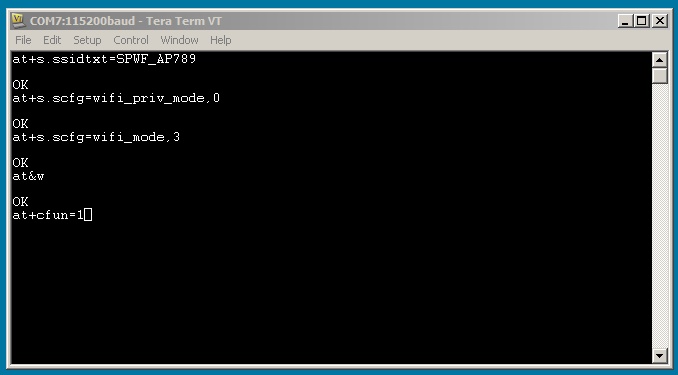 COM7:115200baud - Tera Term VT
File Edit Setup Control Window Help
at+s.ssidtxt=SPWF_AP789
OK
at+s.scfg=wifi_priv_mode,0
OK
at+s.scfg=wifi_mode,3
OK
at&w
OK
at+cfun=1